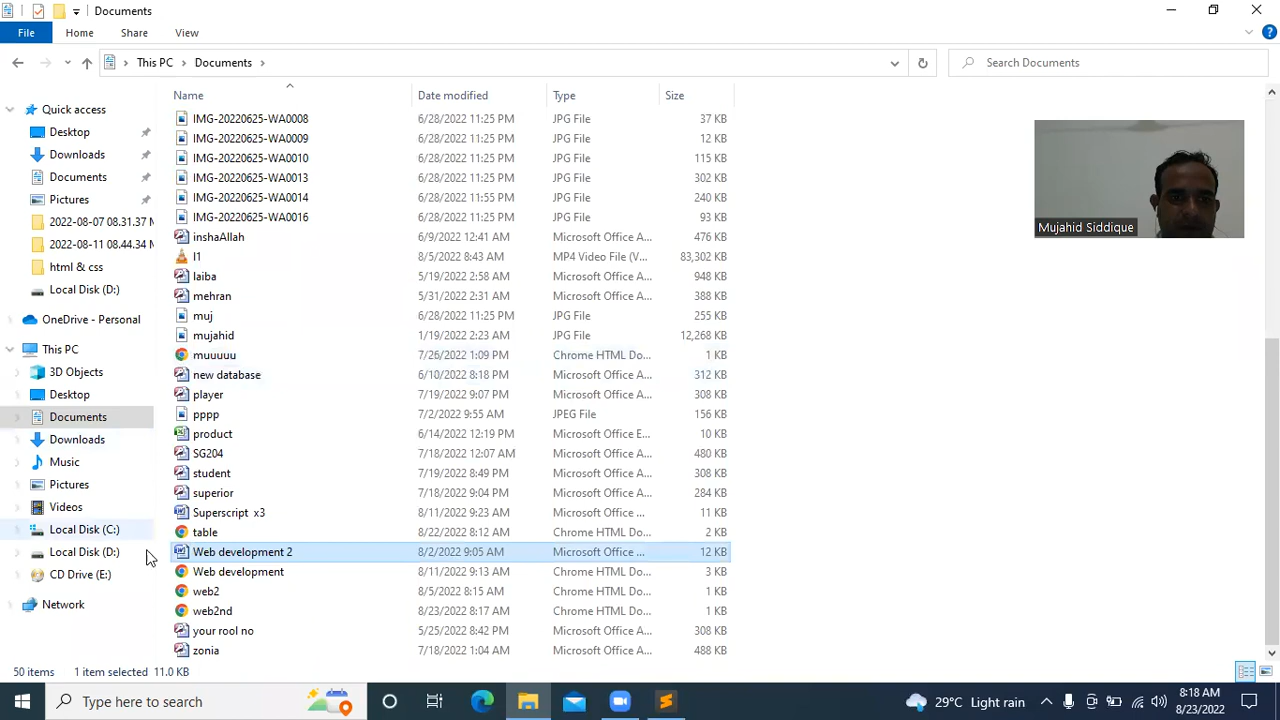 Documents
File Home Share View
This PC Documents
Search Documents
Name Date modified Type Size
Quick access
Desktop
Downloads
Documents
Pictures
2022-08-07 08.31.37
2022-08-11 08.44.34
html & css
Local Disk (D:)
OneDrive - Personal
This PC
3D Objects
Desktop
Documents
Downloads
Music
Pictures
Videos
Local Disk (C:)
Local Disk (D:)
CD Drive (E:)
Network
IMG-20220625-WA0008 6/28/2022 11:25 PM JPG File 37 KB
IMG-20220625-WA0009 6/28/2022 11:25 PM JPG File 12 KB
IMG-20220625-WA0010 6/28/2022 11:25 PM JPG File 115 KB
IMG-20220625-WA0013 6/28/2022 11:25 PM JPG File 302 KB
IMG-20220625-WA0014 6/28/2022 11:55 PM JPG File 240 KB
IMG-20220625-WA0016 6/28/2022 11:25 PM JPG File 93 KB
inshaAllah 6/9/2022 12:41 AM Microsoft Office A... 476 KB
8/5/2022 8:43 AM MP4 Video File (V... 83,302 KB
laiba 5/19/2022 2:58 AM Microsoft Office A... 948 KB
mehran 5/31/2022 2:31 AM Microsoft Office A... 388 KB
muj 6/28/2022 11:25 PM JPG File 255 KB
mujahid 1/19/2022 2:23 AM JPG File 12,268 KB
muuuuu 7/26/2022 1:09 PM Chrome HTML Do... 1 KB
new database 6/10/2022 8:18 PM Microsoft Office A... 312 KB
player 7/19/2022 9:07 PM Microsoft Office A... 308 KB
pppp 7/2/2022 9:55 AM JPEG File 156 KB
product 6/14/2022 12:19 PM Microsoft Office E... 10 KB
SG204 7/18/2022 12:07 AM Microsoft Office A... 480 KB
student 7/19/2022 8:49 PM Microsoft Office A... 308 KB
superior 7/18/2022 9:04 PM Microsoft Office A... 284 KB
Superscript x3 8/11/2022 9:23 AM Microsoft Office ... 11 KB
table 8/22/2022 8:12 AM Chrome HTML Do... 2 KB
Web development 2 8/2/2022 9:05 AM Microsoft Office ... 12 KB
Web development 8/11/2022 9:13 AM Chrome HTML Do... 3 KB
web2 8/5/2022 8:15 AM Chrome HTML Do... 1 KB
web2nd 8/23/2022 8:17 AM Chrome HTML Do... 1 KB
your rool no 5/25/2022 8:42 PM Microsoft Office A... 308 KB
zonia 7/18/2022 1:04 AM Microsoft Office A... 488 KB
Mujahid Siddique
50 items 1 item selected 11.0 KB
Type here to search
29°C Light rain
8:18 AM
8/23/2022